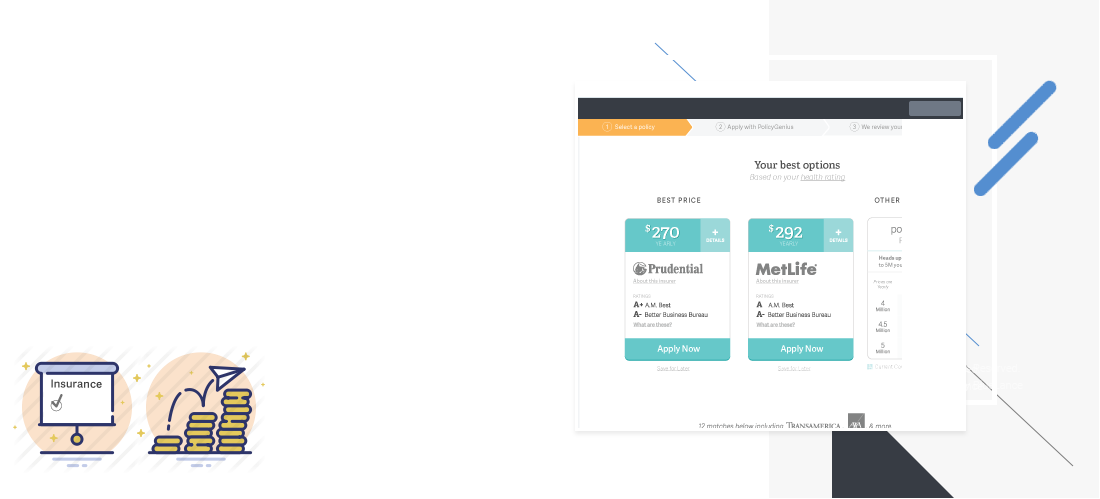 1 Select a policy
2 Apply with PolicyGenius
3 We review your
Your best options
Based on your health rating
BEST PRICE
OTHER
$270
YEARLY
+
DETAILS
Prudential
About this insurer
RATINGS
A+ A.M. Best
A- Better Business Bureau
What are these?
Apply Now
Save for Later
$292
YEARLY
+
DETAILS
MetLife
About this insurer
RATINGS
A A.M. Best
A- Better Business Bureau
What are these?
Apply Now
Save for Later
po
Heads up
to 5M you
4
Million
4.5
Million
5
Million
12 matches below including TRANSAMERICA AXA & more
Insurance